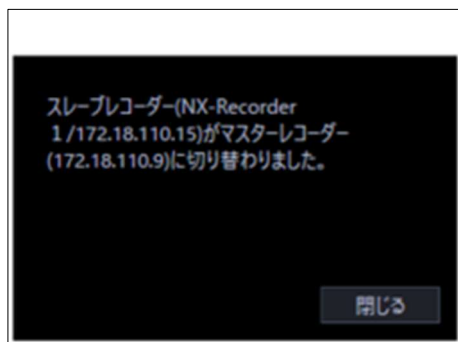 スレーブレコーダー(NX-Recorder
１/172.18.110.15)がマスターレコーダー
(172.18.110.9)に切り替わりました。
閉じる